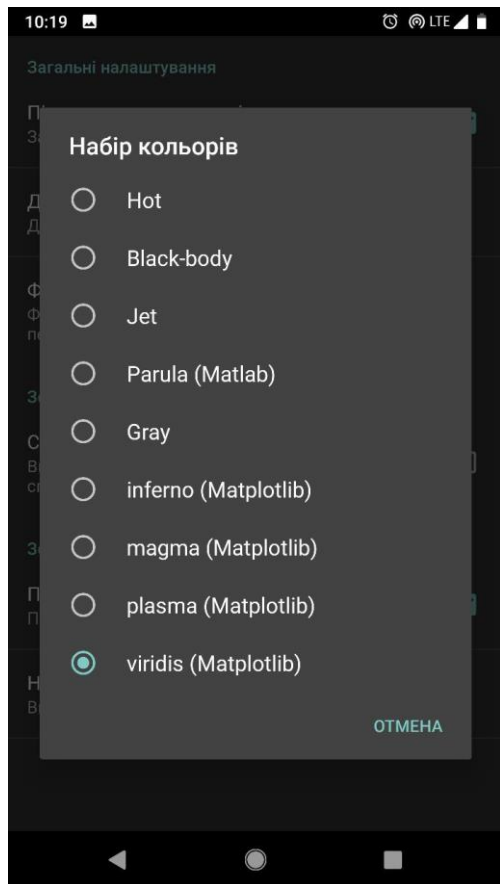 10:19
LTE
Загальні налаштування
Набір кольорів
Hot
Black-body
Jet
Parula (Matlab)
Gray
inferno (Matplotlib)
magma (Matplotlib)
plasma (Matplotlib)
viridis (Matplotlib)
ОТМЕНА